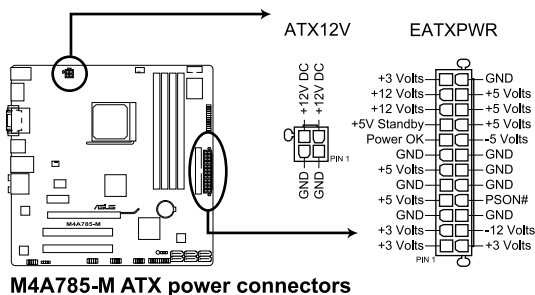 ATX12V
EATXPWR
+12V DC
+12V DC
GND
GND
PIN 1
+3 Volts
GND
+12 Volts
+5 Volts
+12 Volts
+5 Volts
+5V Standby
+5 Volts
Power OK
-5 Volts
GND
GND
+5 Volts
GND
GND
GND
+5 Volts
PSON#
GND
GND
+3 Volts
-12 Volts
+3 Volts
+3 Volts
PIN 1
ASUS
M4A785-M
M4A785-M ATX power connectors